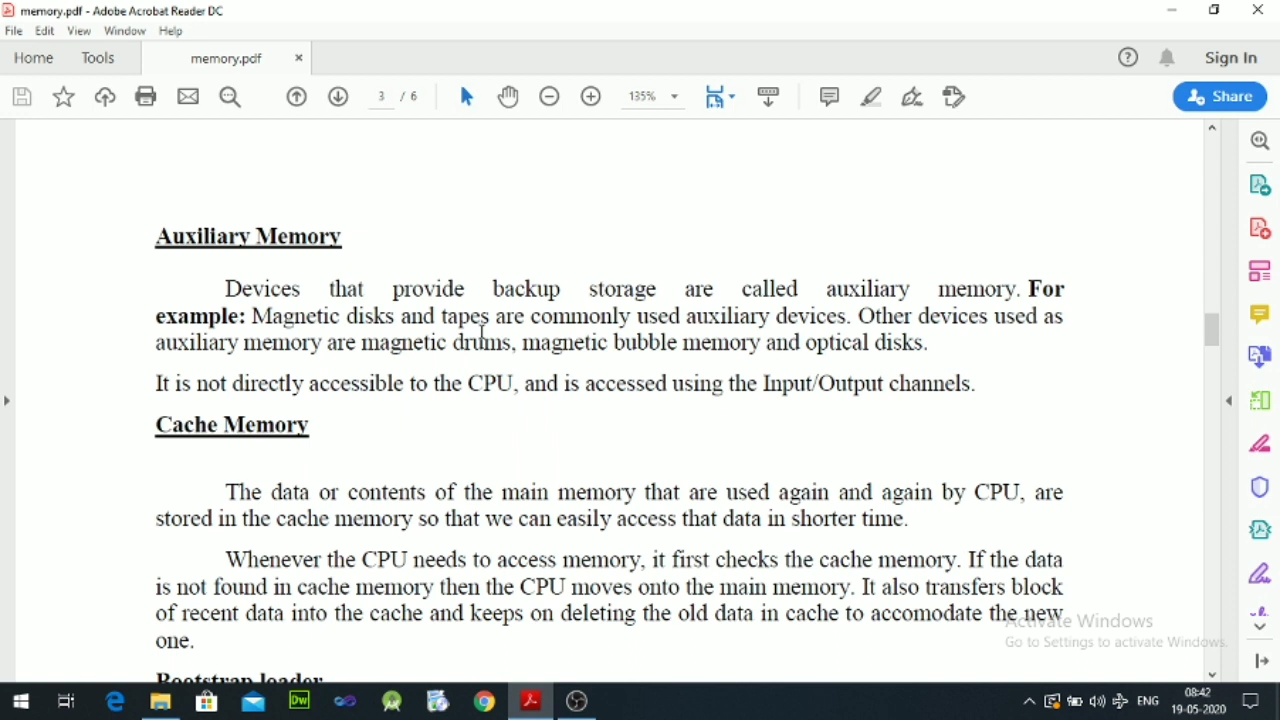 memory.pdf - Adobe Acrobat Reader DC
File Edit View Window Help
Home Tools memory.pdf × Sign In
3 / 6 135% Share
Auxiliary Memory
Devices that provide backup storage are called auxiliary memory. For
example: Magnetic disks and tapes are commonly used auxiliary devices. Other devices used as
auxiliary memory are magnetic drums, magnetic bubble memory and optical disks.
It is not directly accessible to the CPU, and is accessed using the Input/Output channels.
Cache Memory
The data or contents of the main memory that are used again and again by CPU, are
stored in the cache memory so that we can easily access that data in shorter time.
Whenever the CPU needs to access memory, it first checks the cache memory. If the data
is not found in cache memory then the CPU moves onto the main memory. It also transfers block
of recent data into the cache and keeps on deleting the old data in cache to accomodate the new
one.
Activate Windows
Go to Settings to activate Windows.
Bootstrap loader
Dw
ENG 08:42
19-05-2020